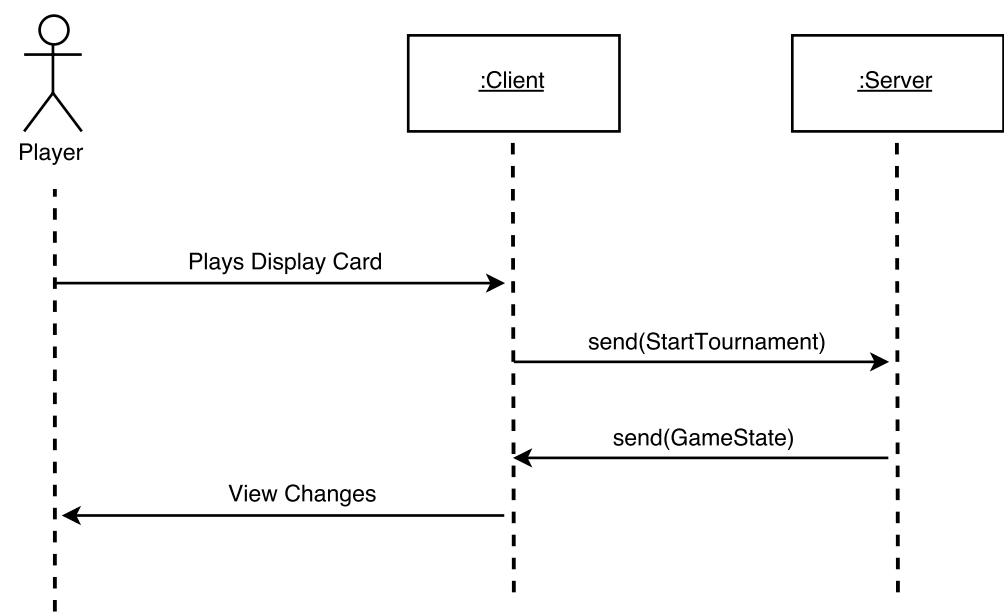 :Client
:Server
Player
Plays Display Card
send(StartTournament)
send(GameState)
View Changes